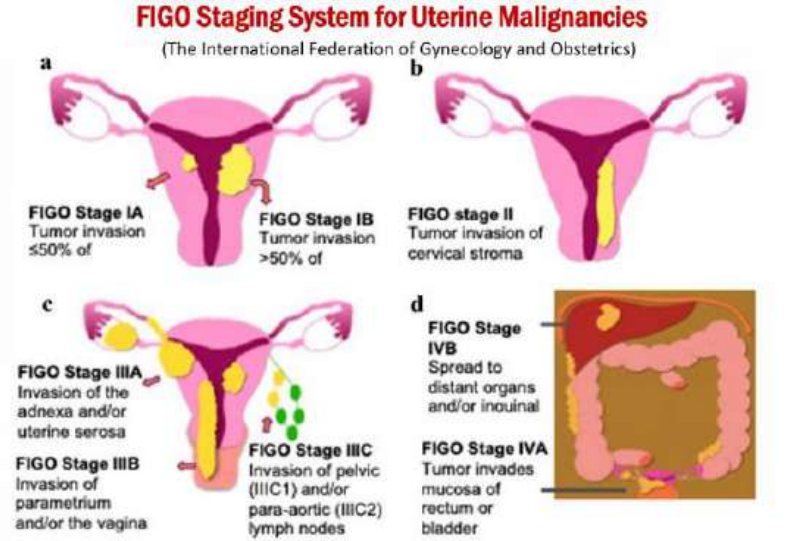 FIGO Staging System for Uterine Malignancies
(The International Federation of Gynecology and Obstetrics)
a
b
FIGO Stage IA
Tumor invasion
≤50% of
FIGO Stage IB
Tumor invasion
>50% of
FIGO stage II
Tumor invasion of
cervical stroma
c
d
FIGO Stage IIIA
Invasion of the
adnexa and/or
uterine serosa
FIGO Stage IIIB
Invasion of
parametrium
and/or the vagina
FIGO Stage IIIC
Invasion of pelvic
(IIIC1) and/or
para-aortic (IIIC2)
lymph nodes
FIGO Stage
IVB
Spread to
distant organs
and/or inouinal
FIGO Stage IVA
Tumor invades
mucosa of
rectum or
bladder